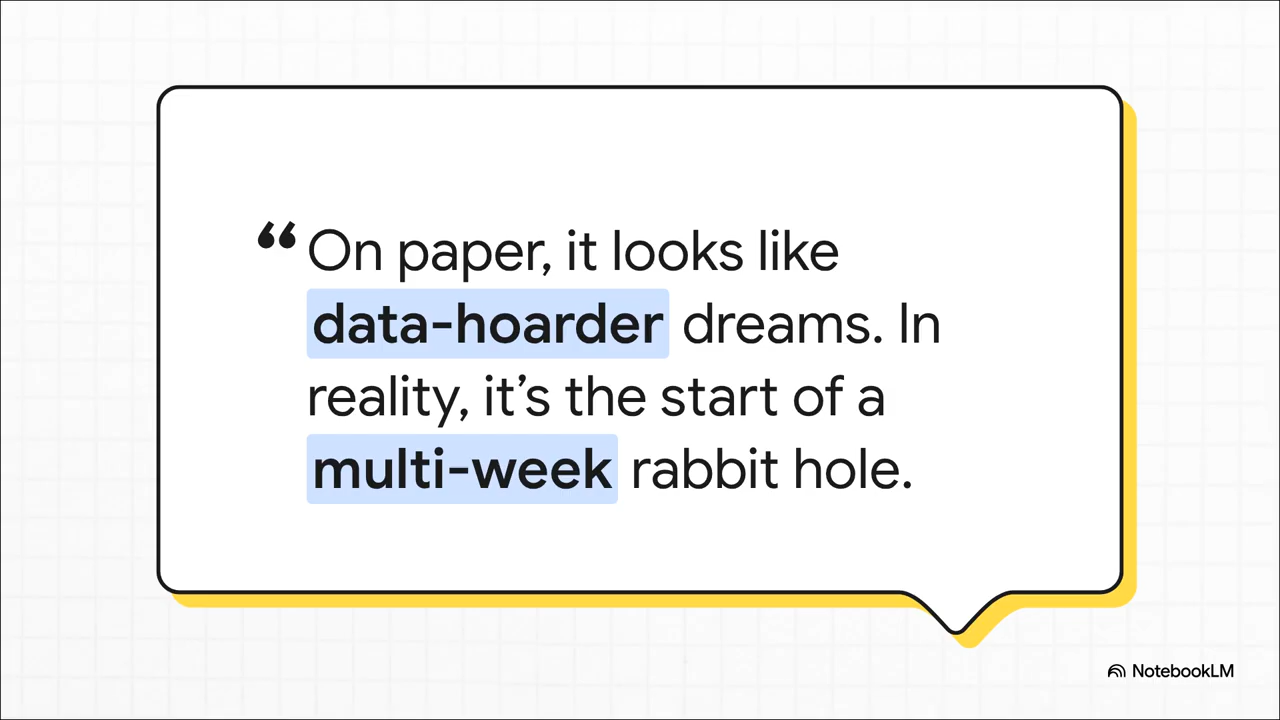 “ On paper, it looks like
data-hoarder dreams. In
reality, it’s the start of a
multi-week rabbit hole.
NotebookLM